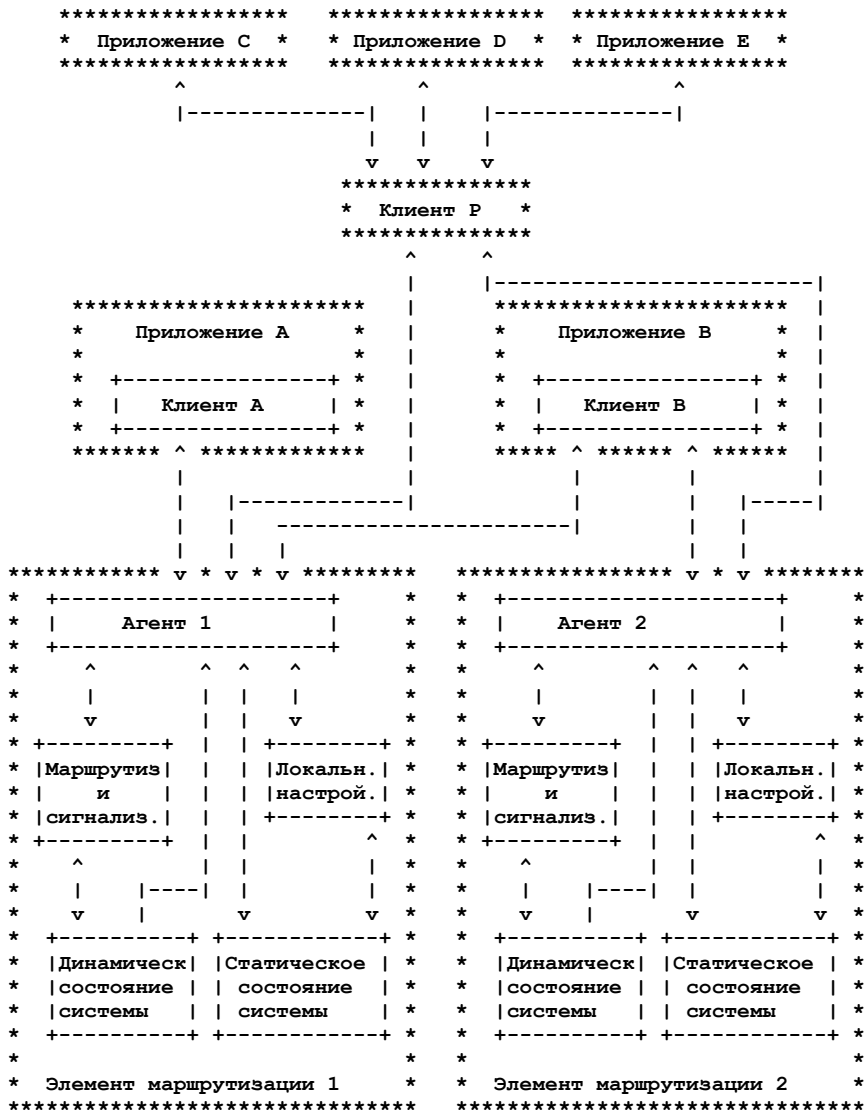 Приложение C Приложение D Приложение E
Клиент P
Приложение A Приложение B
Клиент A Клиент B
Агент 1 Агент 2
Маршрутиз Локальн. Маршрутиз Локальн.
и настрой. и настрой.
сигнализ. сигнализ.
Динамическ Статическое Динамическ Статическое
состояние состояние состояние состояние
системы системы системы системы
Элемент маршрутизации 1 Элемент маршрутизации 2